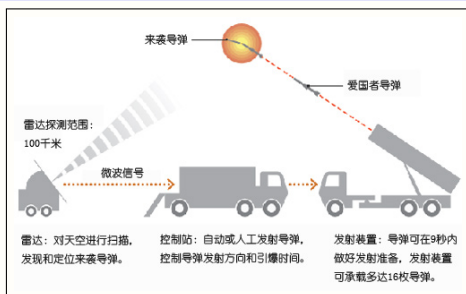 来袭导弹
爱国者导弹
雷达探测范围：
100千米
微波信号
雷达：对天空进行扫描，
发现和定位来袭导弹。
控制站：自动或人工发射导弹，
控制导弹发射方向和引爆时间。
发射装置：导弹可在9秒内
做好发射准备，发射装置
可承载多达16枚导弹。